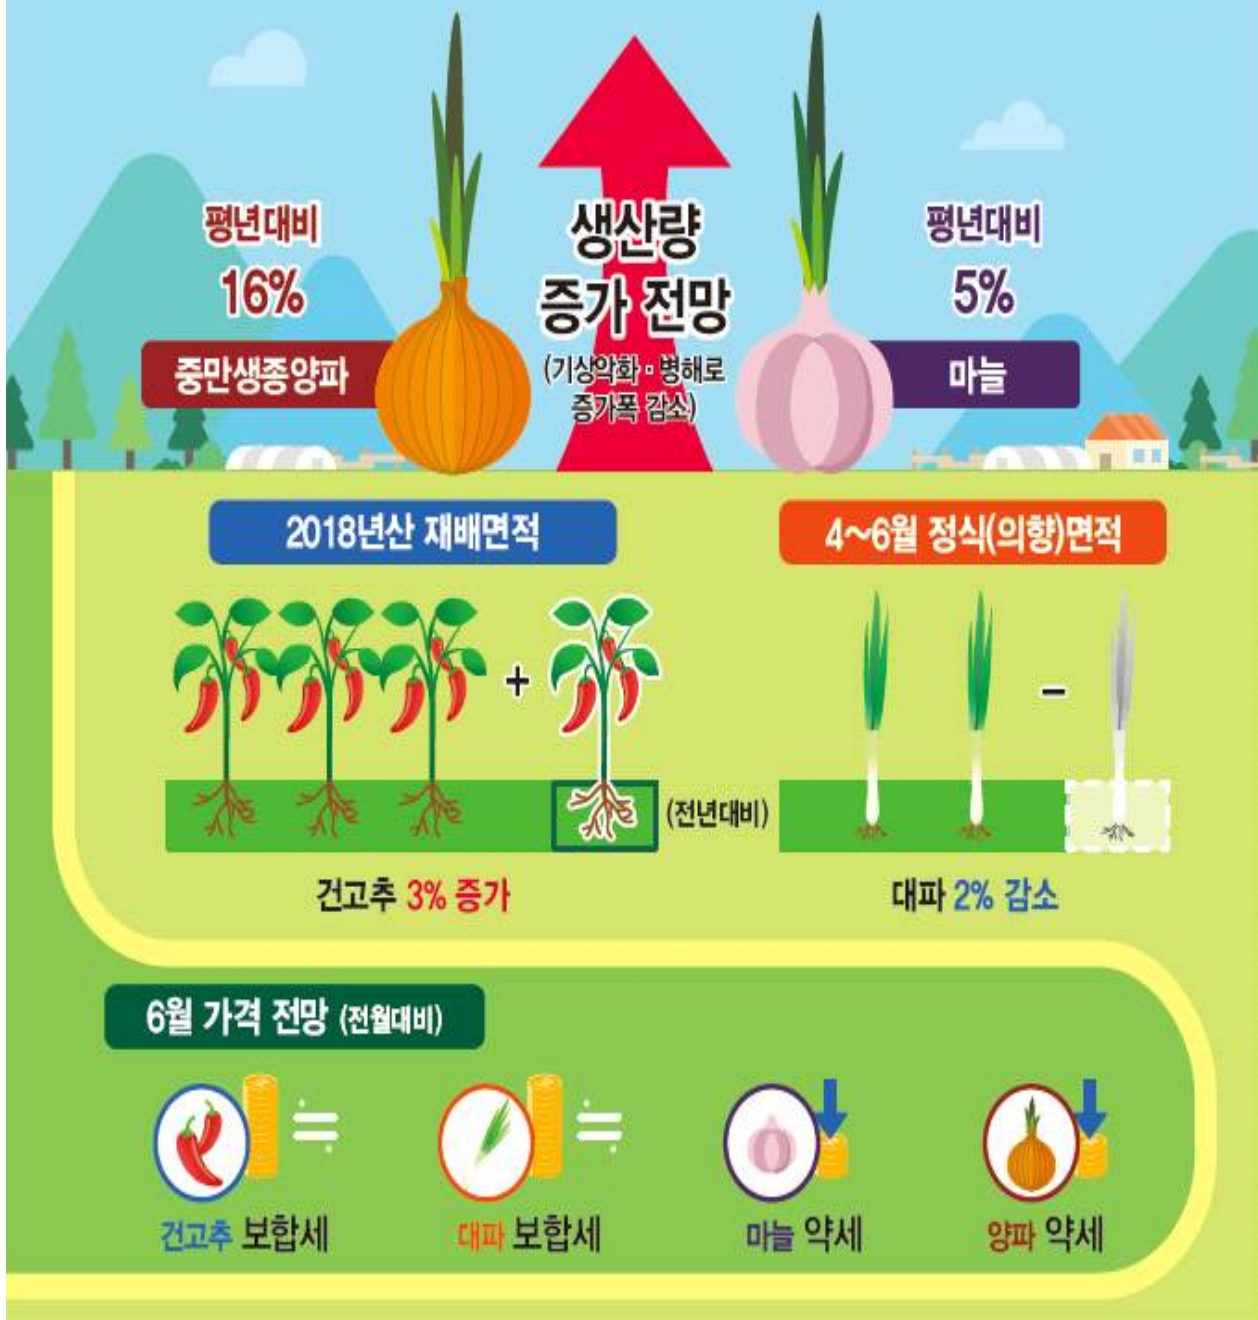 평년대비
16%
중만생종양파
생산량
증가 전망
(기상악화·병해로
증가폭 감소)
평년대비
5%
마늘
2018년산 재배면적
4~6월 정식(의향)면적
+
-
(전년대비)
건고추 3% 증가
대파 2% 감소
6월 가격 전망 (전월대비)
≒
≒
건고추 보합세
대파 보합세
마늘 약세
양파 약세